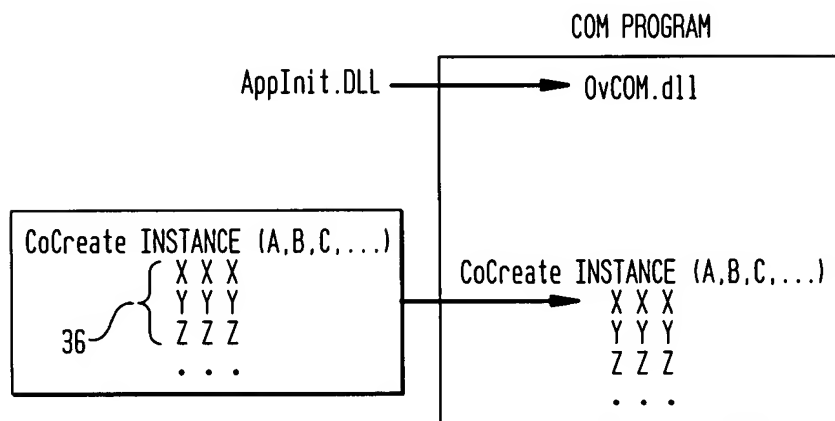 COM PROGRAM
AppInit.DLL
OvCOM.dll
CoCreate INSTANCE (A,B,C,...)
X X X
Y Y Y
Z Z Z
. . .
36
CoCreate INSTANCE (A,B,C,...)
X X X
Y Y Y
Z Z Z
. . .